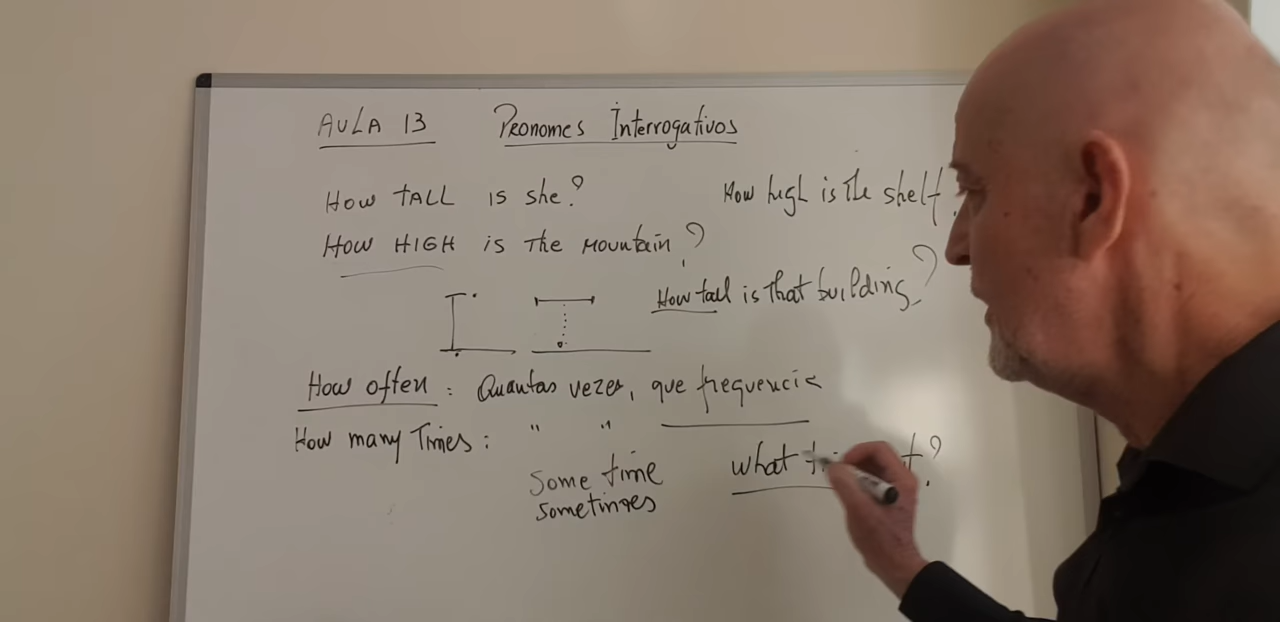 AULA 13 Pronomes Interrogativos
How TALL is she?
How high is the shelf?
How HIGH is The Mountain?
How tall is that building?
How often : Quantas vezes, que frequencia
How many Times : " "
Some time
sometimes
what t?